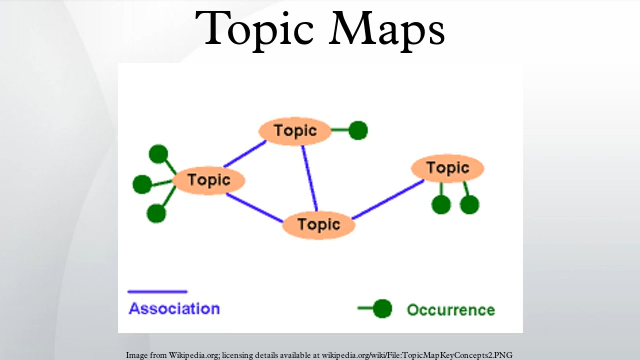 Topic Maps
Topic
Topic
Topic
Topic
Association
Occurrence
Image from Wikipedia.org; licensing details available at wikipedia.org/wiki/File:TopicMapKeyConcepts2.PNG